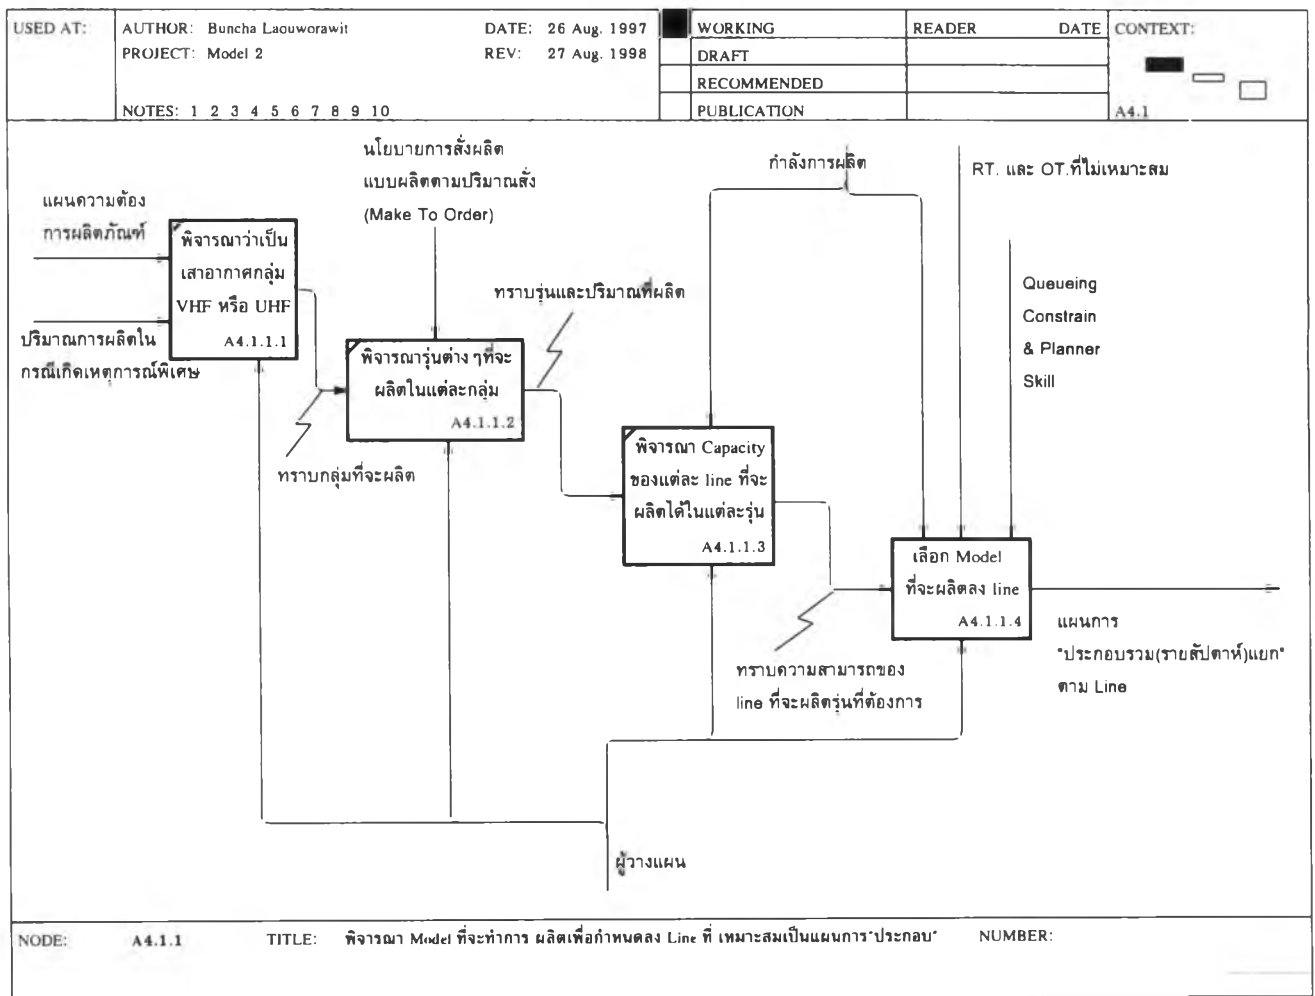 USED AT:
AUTHOR: Buncha Laouworawit
DATE: 26 Aug. 1997
PROJECT: Model 2
REV: 27 Aug. 1998
NOTES: 1 2 3 4 5 6 7 8 9 10
WORKING
DRAFT
RECOMMENDED
PUBLICATION
READER DATE
CONTEXT:
A4.1
แผนความต้อง
การผลิตภัณฑ์
ปริมาณการผลิตใน
กรณีเกิดเหตุการณ์พิเศษ
พิจารณาว่าเป็น
เสาอากาศกลุ่ม
VHF หรือ UHF
A4.1.1.1
นโยบายการสั่งผลิต
แบบผลิตตามปริมาณสั่ง
(Make To Order)
ทราบกลุ่มที่จะผลิต
พิจารณารุ่นต่าง ๆที่จะ
ผลิตในแต่ละกลุ่ม
A4.1.1.2
ทราบรุ่นและปริมาณที่ผลิต
กำลังการผลิต
พิจารณา Capacity
ของแต่ละ line ที่จะ
ผลิตได้ในแต่ละรุ่น
A4.1.1.3
RT. และ OT.ที่ไม่เหมาะสม
Queueing
Constrain
& Planner
Skill
ทราบความสามารถของ
line ที่จะผลิตรุ่นที่ต้องการ
เลือก Model
ที่จะผลิตลง line
A4.1.1.4
แผนการ
"ประกอบรวม(รายสัปดาห์)แยก"
ตาม Line
ผู้วางแผน
NODE: A4.1.1
TITLE: พิจารณา Model ที่จะทำการ ผลิตเพื่อกำหนดลง Line ที่ เหมาะสมเป็นแผนการ"ประกอบ"
NUMBER: